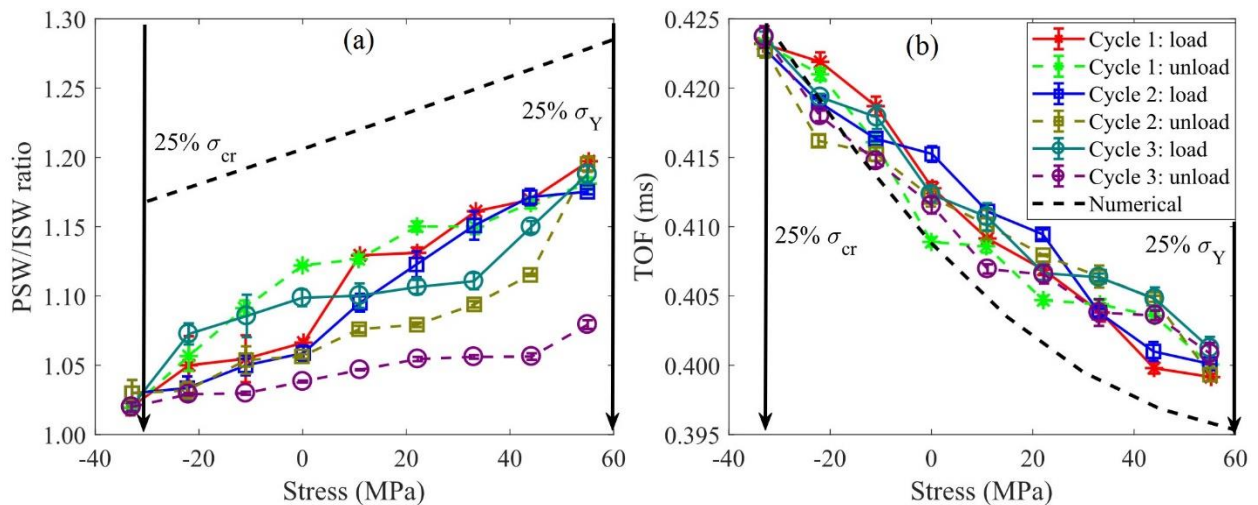 (a)
1.30
1.25
1.20
1.15
1.10
1.05
1.00
PSW/ISW ratio
25% σcr
25% σY
-40
-20
0
20
40
60
Stress (MPa)
(b)
0.425
0.420
0.415
0.410
0.405
0.400
0.395
TOF (ms)
Cycle 1: load
Cycle 1: unload
Cycle 2: load
Cycle 2: unload
Cycle 3: load
Cycle 3: unload
Numerical
25% σcr
25% σY
-40
-20
0
20
40
60
Stress (MPa)